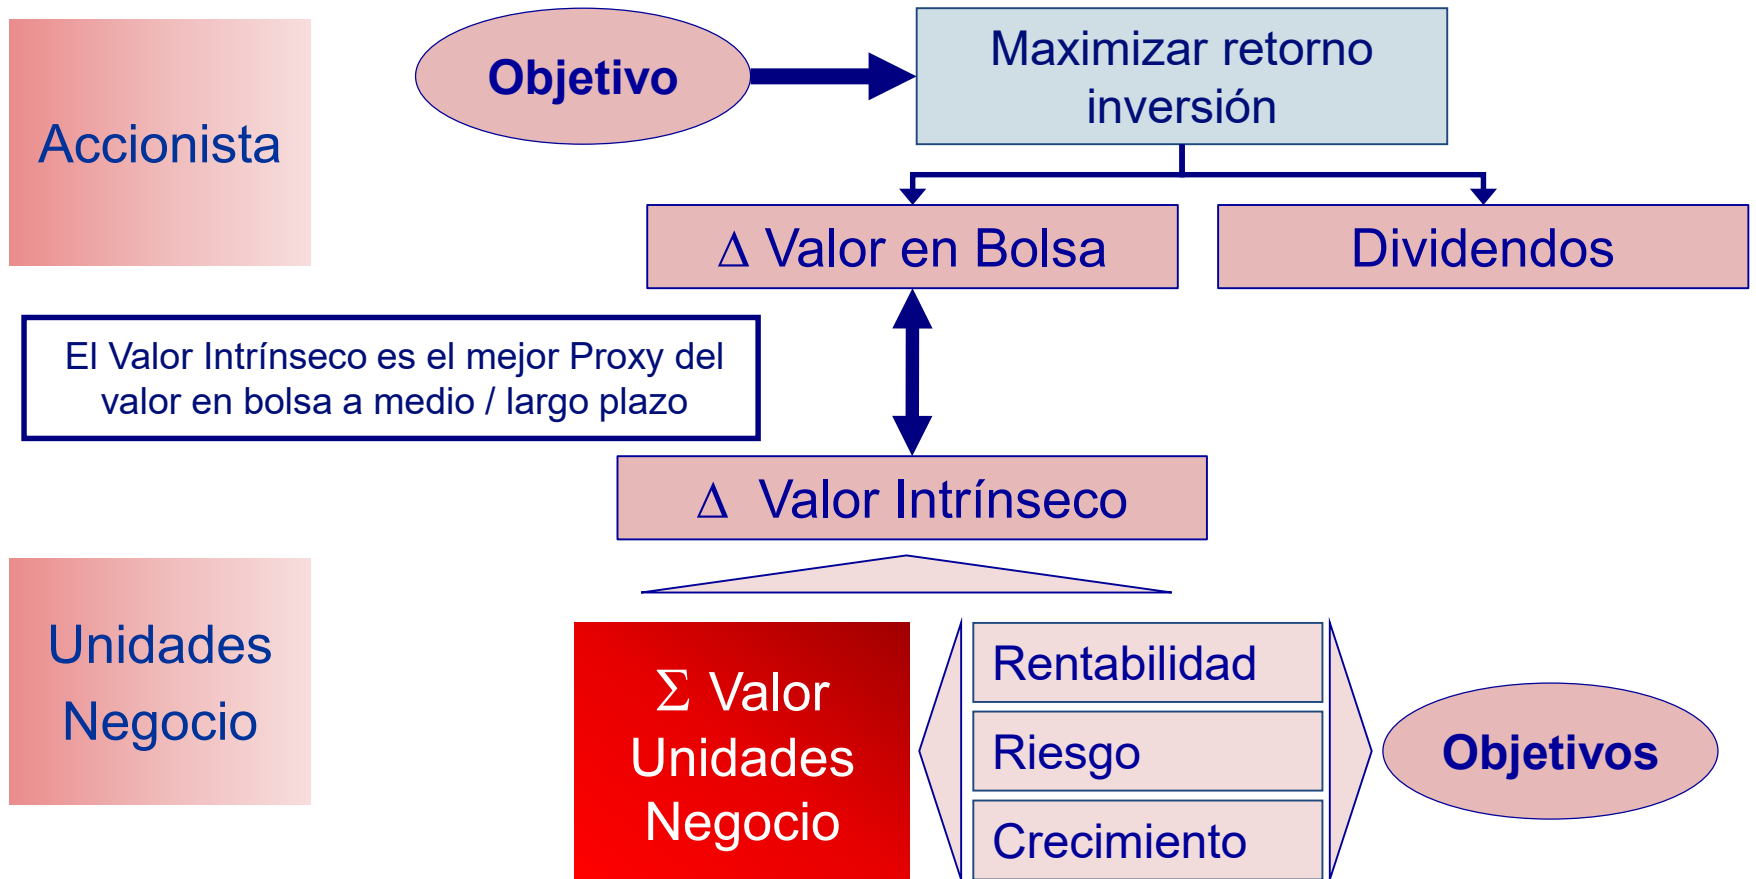 Accionista
Objetivo
Maximizar retorno
inversión
Δ Valor en Bolsa
Dividendos
El Valor Intrínseco es el mejor Proxy del
valor en bolsa a medio / largo plazo
Δ Valor Intrínseco
Unidades
Negocio
Σ Valor
Unidades
Negocio
Rentabilidad
Riesgo
Crecimiento
Objetivos